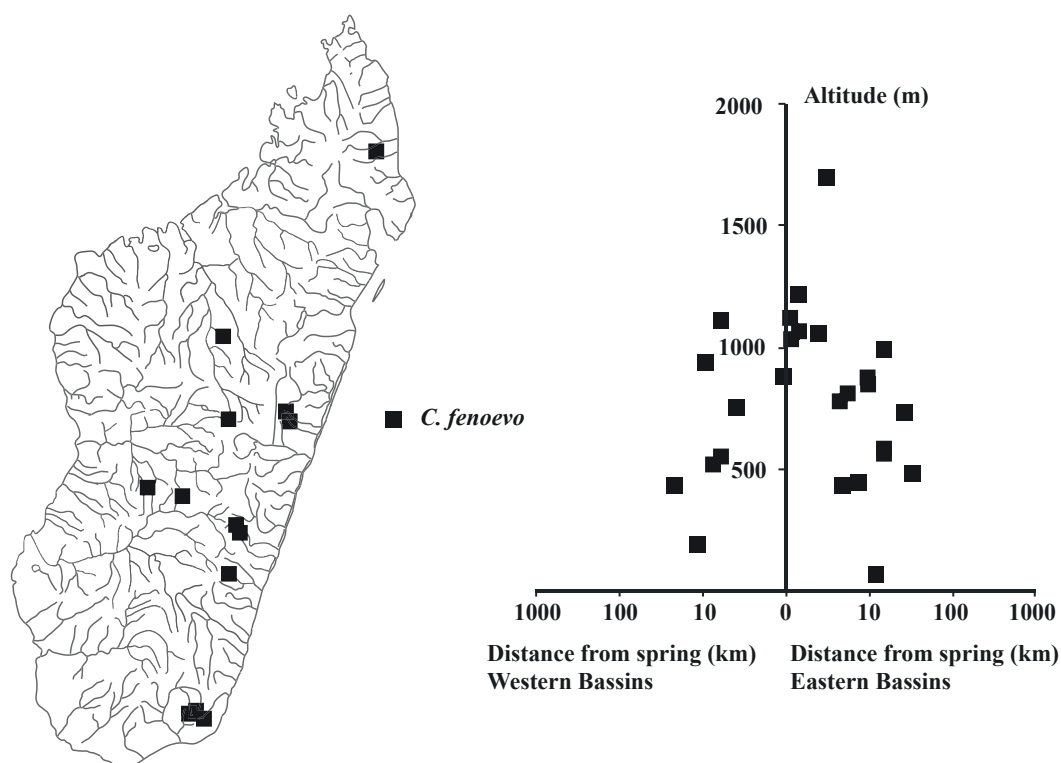 C. fenoevo
Altitude (m)
2000
1500
1000
500
1000 100 10 0 10 100 1000
Distance from spring (km)
Western Bassins
Distance from spring (km)
Eastern Bassins